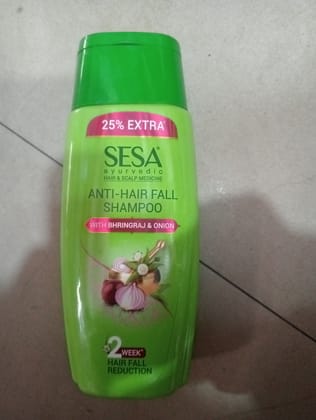 25% EXTRA*
SESA
ayurvedic
HAIR & SCALP MEDICINE
ANTI-HAIR FALL
SHAMPOO
WITH BHRINGRAJ & ONION
2 WEEK*
HAIR FALL
REDUCTION